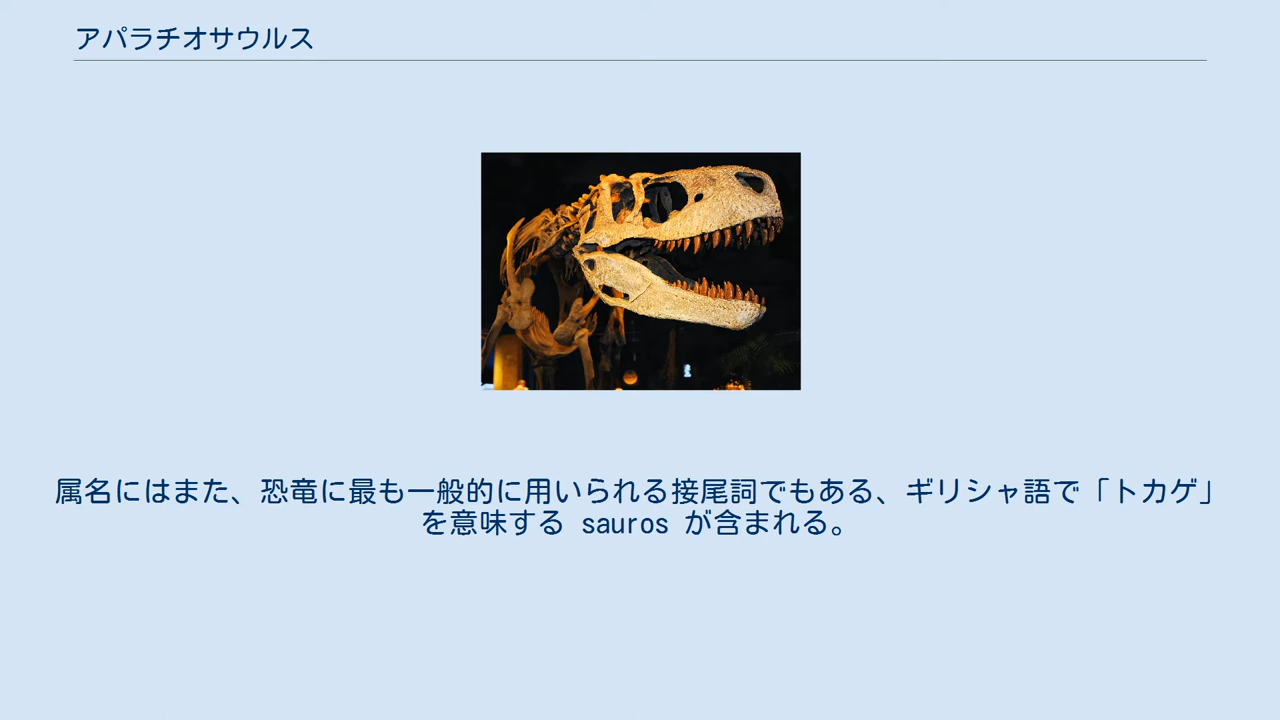 アパラチオサウルス
属名にはまた、恐竜に最も一般的に用いられる接尾詞でもある、ギリシャ語で「トカゲ」
を意味する sauros が含まれる。